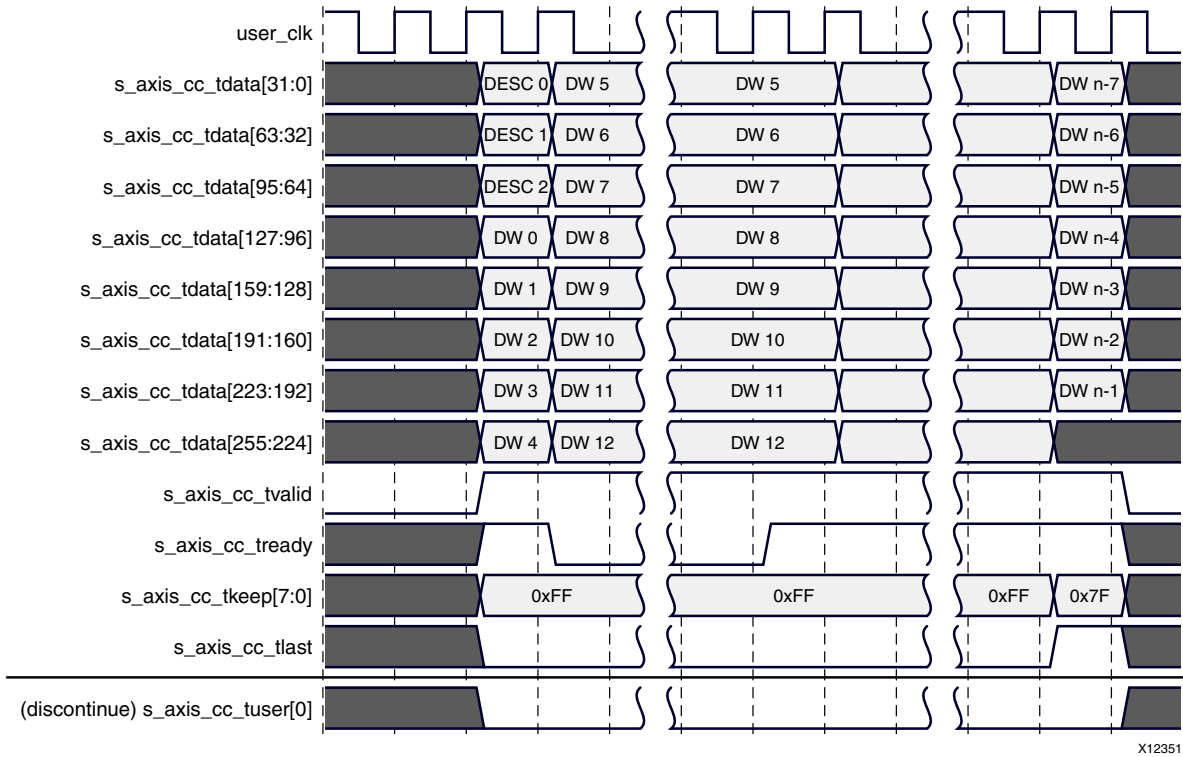 user_clk
s_axis_cc_tdata[31:0] DESC 0 DW 5 DW 5 DW n-7
s_axis_cc_tdata[63:32] DESC 1 DW 6 DW 6 DW n-6
s_axis_cc_tdata[95:64] DESC 2 DW 7 DW 7 DW n-5
s_axis_cc_tdata[127:96] DW 0 DW 8 DW 8 DW n-4
s_axis_cc_tdata[159:128] DW 1 DW 9 DW 9 DW n-3
s_axis_cc_tdata[191:160] DW 2 DW 10 DW 10 DW n-2
s_axis_cc_tdata[223:192] DW 3 DW 11 DW 11 DW n-1
s_axis_cc_tdata[255:224] DW 4 DW 12 DW 12
s_axis_cc_tvalid
s_axis_cc_tready
s_axis_cc_tkeep[7:0] 0xFF 0xFF 0xFF 0x7F
s_axis_cc_tlast
(discontinue) s_axis_cc_tuser[0]
X12351